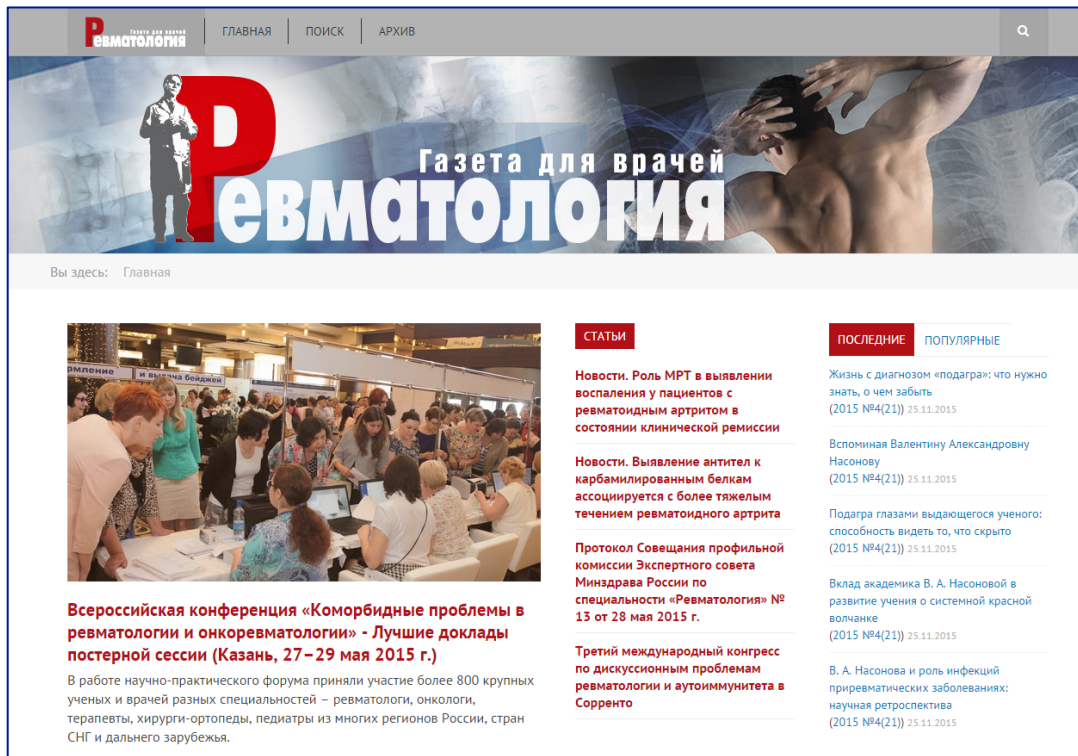 Газета для врачей
Ревматология
ГЛАВНАЯ
ПОИСК
АРХИВ
Газета для врачей
Ревматология
Вы здесь: Главная
рмление
и выдача бейджей
Всероссийская конференция «Коморбидные проблемы в
ревматологии и онкоревматологии» - Лучшие доклады
постерной сессии (Казань, 27–29 мая 2015 г.)
В работе научно-практического форума приняли участие более 800 крупных
ученых и врачей разных специальностей – ревматологи, онкологи,
терапевты, хирурги-ортопеды, педиатры из многих регионов России, стран
СНГ и дальнего зарубежья.
СТАТЬИ
Новости. Роль МРТ в выявлении
воспаления у пациентов с
ревматоидным артритом в
состоянии клинической ремиссии
Новости. Выявление антител к
карбамилированным белкам
ассоциируется с более тяжелым
течением ревматоидного артрита
Протокол Совещания профильной
комиссии Экспертного совета
Минздрава России по
специальности «Ревматология» №
13 от 28 мая 2015 г.
Третий международный конгресс
по дискуссионным проблемам
ревматологии и аутоиммунитета в
Сорренто
ПОСЛЕДНИЕ
ПОПУЛЯРНЫЕ
Жизнь с диагнозом «подагра»: что нужно
знать, о чем забыть
(2015 №4(21)) 25.11.2015
Вспоминая Валентину Александровну
Насонову
(2015 №4(21)) 25.11.2015
Подагра глазами выдающегося ученого:
способность видеть то, что скрыто
(2015 №4(21)) 25.11.2015
Вклад академика В. А. Насоновой в
развитие учения о системной красной
волчанке
(2015 №4(21)) 25.11.2015
В. А. Насонова и роль инфекций
приревматических заболеваниях:
научная ретроспектива
(2015 №4(21)) 25.11.2015